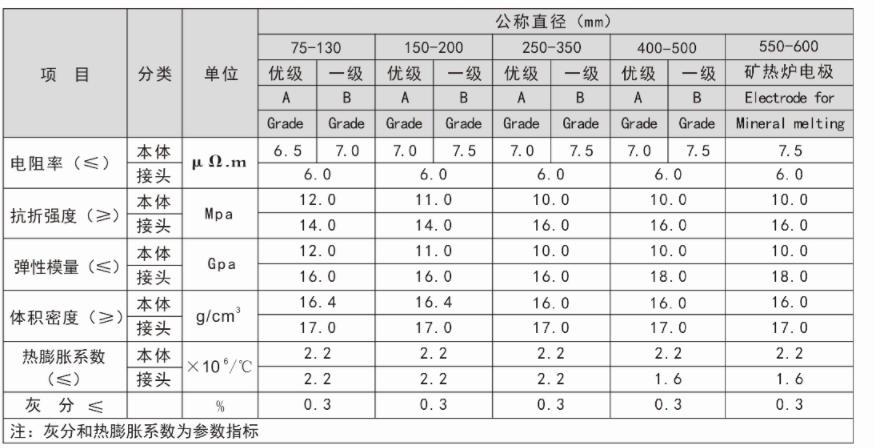 公称直径（mm）
项 目 分类 单位 75-130 150-200 250-350 400-500 550-600
优级 一级 优级 一级 优级 一级 优级 一级 矿热炉电极
A B A B A B A B Electrode for
Grade Grade Grade Grade Grade Grade Grade Grade Mineral melting
电阻率（≤） 本体 μΩ.m 6.5 7.0 7.0 7.5 7.0 7.5 7.0 7.5 7.5
接头 6.0 6.0 6.0 6.0 6.0
抗折强度（≥） 本体 Mpa 12.0 11.0 10.0 10.0 10.0
接头 14.0 14.0 16.0 16.0 16.0
弹性模量（≤） 本体 Gpa 12.0 11.0 10.0 10.0 10.0
接头 16.0 16.0 16.0 18.0 18.0
体积密度（≥） 本体 g/cm³ 16.4 16.4 16.0 16.0 16.0
接头 17.0 17.0 17.0 17.0 17.0
热膨胀系数 本体 ×10⁶/℃ 2.2 2.2 2.2 2.2 2.2
（≤） 接头 2.2 2.2 2.2 1.6 1.6
灰 分 ≤ % 0.3 0.3 0.3 0.3 0.3
注：灰分和热膨胀系数为参数指标